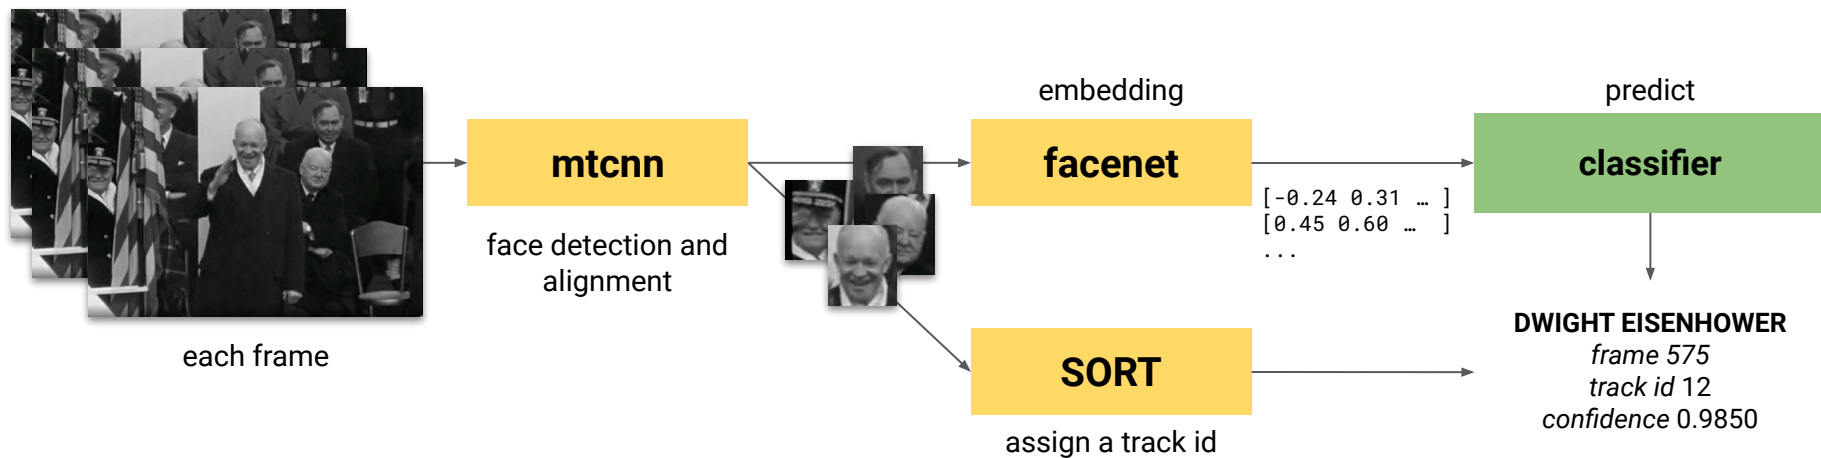 each frame
mtcnn
face detection and
alignment
embedding
facenet
[-0.24 0.31 … ]
[0.45 0.60 … ]
...
SORT
assign a track id
predict
classifier
DWIGHT EISENHOWER
frame 575
track id 12
confidence 0.9850